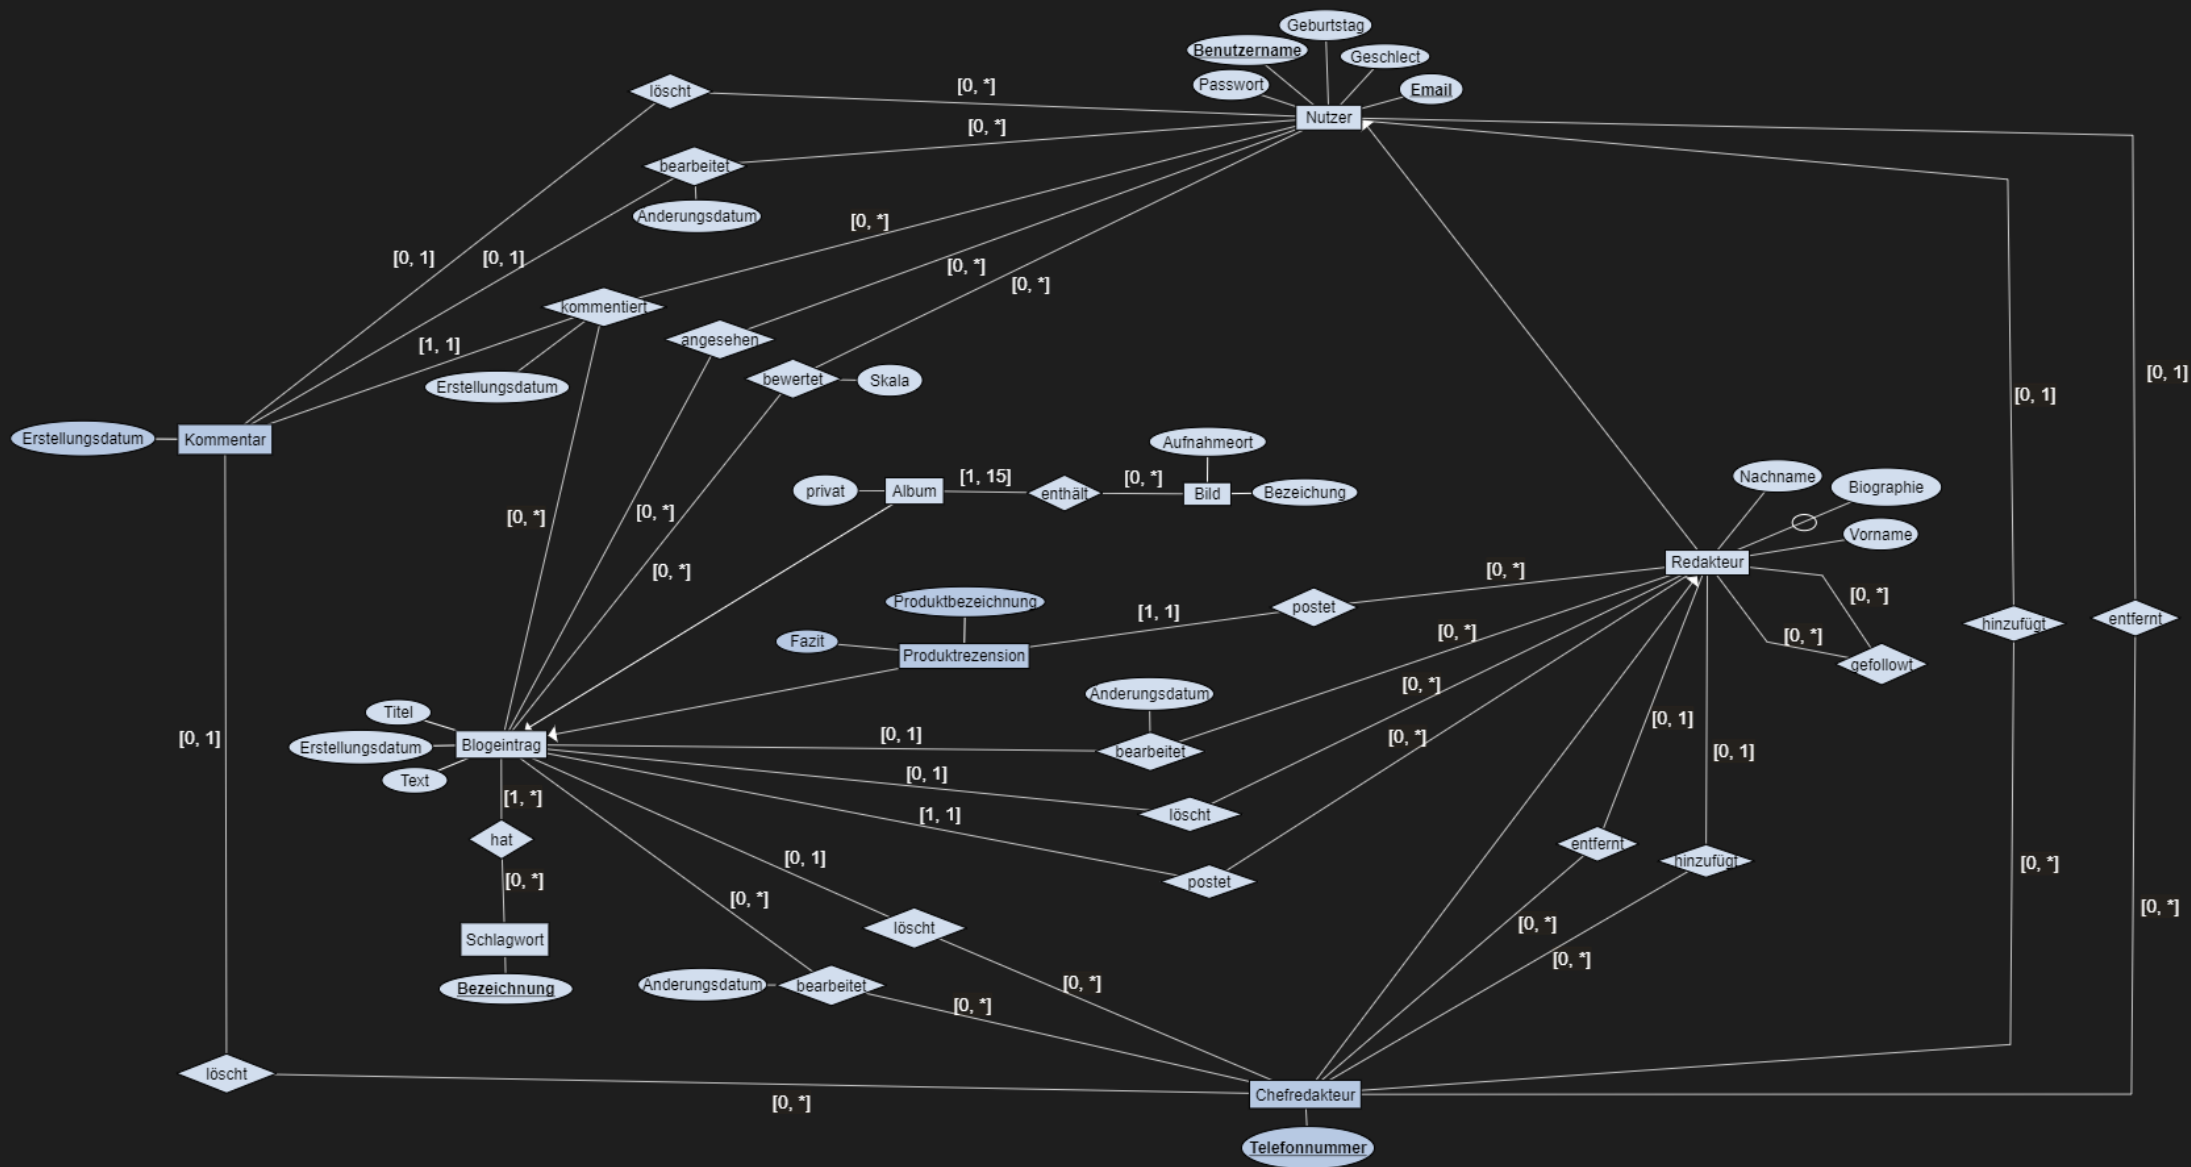 Geburtstag
Benutzername
Geschlect
Passwort
Email
Nutzer
löscht
[0, *]
[0, *]
bearbeitet
Änderungsdatum
[0, *]
[0, 1]
[0, 1]
[0, *]
[0, *]
kommentiert
angesehen
[1, 1]
bewertet
Skala
Erstellungsdatum
[0, 1]
[0, 1]
Erstellungsdatum
Kommentar
Aufnahmeort
privat
Album
[1, 15]
enthält
[0, *]
Bild
Bezeichung
Nachname
Biographie
Vorname
Redakteur
[0, *]
[0, *]
[0, *]
[0, *]
Produktbezeichnung
Fazit
Produktrezension
[1, 1]
postet
[0, *]
[0, *]
gefollowt
hinzufügt
entfernt
[0, *]
Änderungsdatum
[0, *]
Titel
Erstellungsdatum
Blogeintrag
Text
[0, 1]
bearbeitet
[0, *]
[0, 1]
[0, 1]
[0, 1]
[0, 1]
löscht
[1, 1]
postet
[1, *]
hat
[0, *]
Schlagwort
Bezeichnung
[0, 1]
[0, *]
löscht
Änderungsdatum
bearbeitet
[0, *]
[0, *]
entfernt
hinzufügt
[0, *]
[0, *]
[0, *]
[0, *]
löscht
[0, *]
Chefredakteur
Telefonnummer